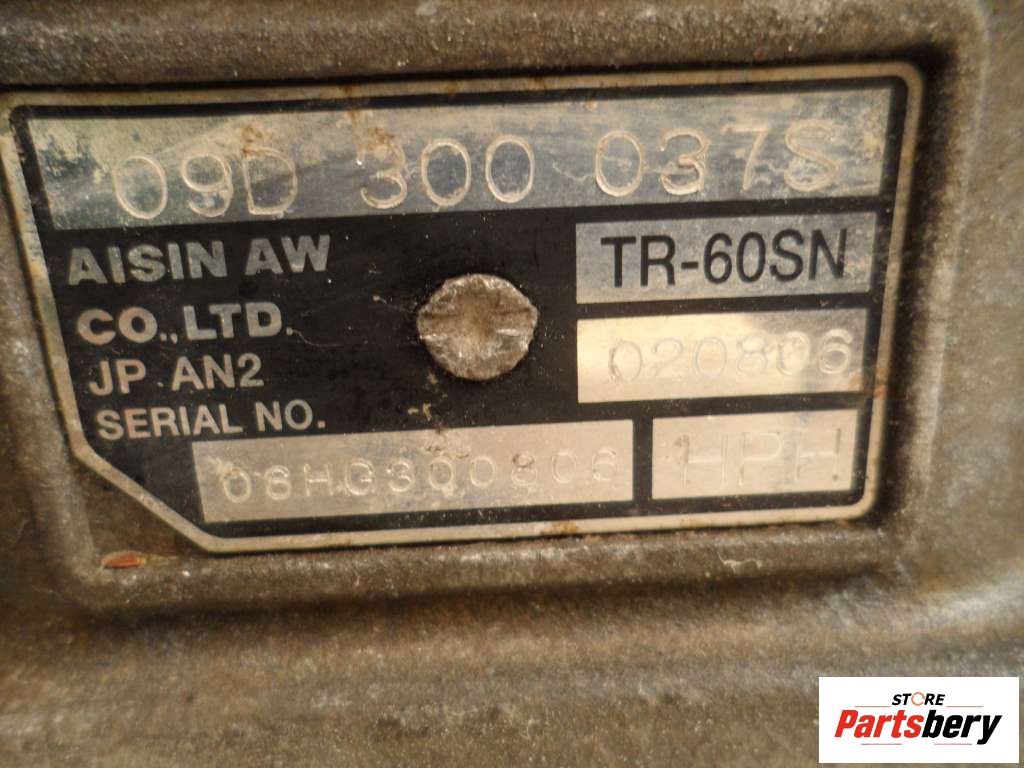 09D 300 037S
AISIN AW
CO.,LTD.
JP AN2
SERIAL NO.
TR-60SN
020806
06HG300806
HPH
STORE
Partsbery